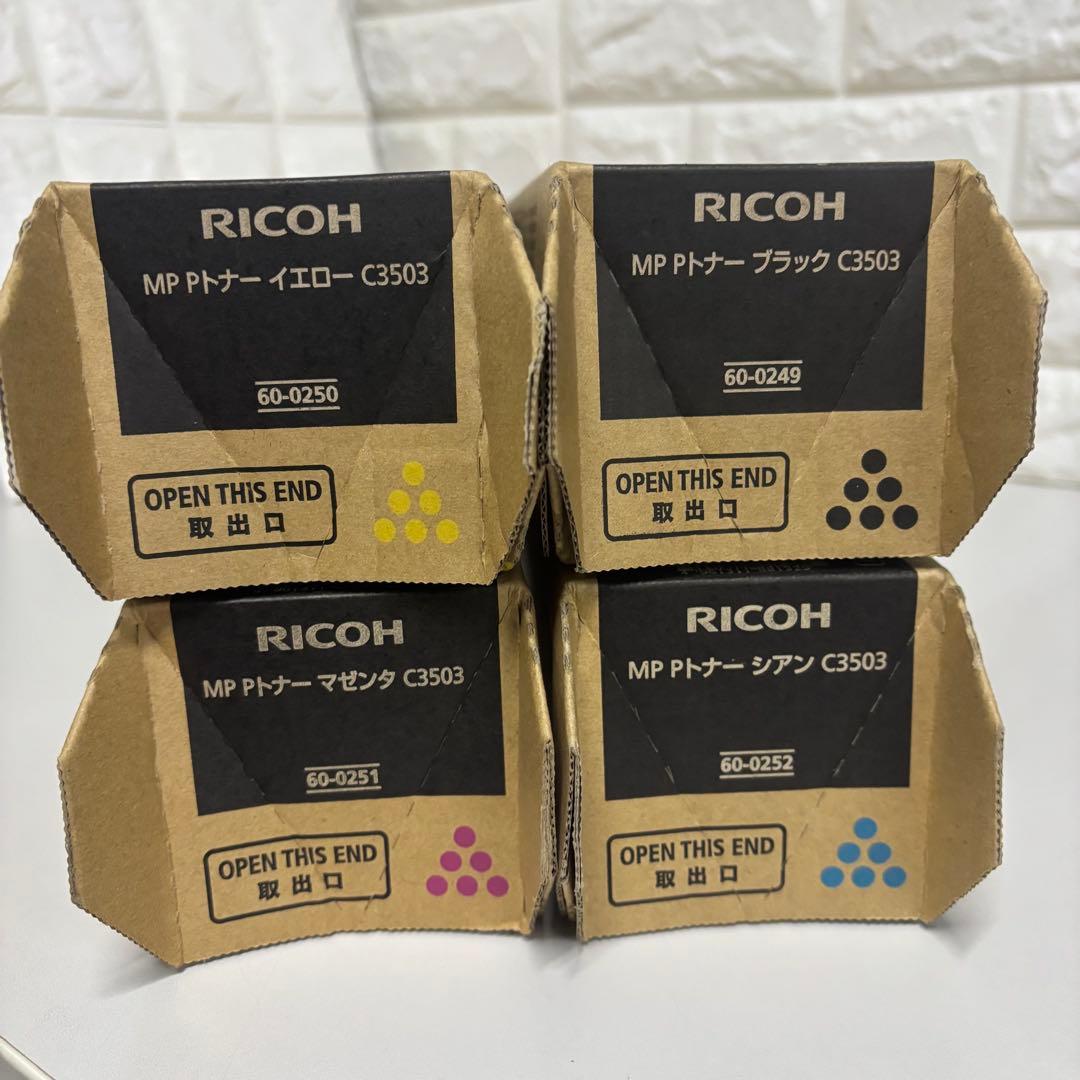 RICOH
MP Pトナー イエロー C3503
60-0250
OPEN THIS END
取出口
RICOH
MP Pトナー ブラック C3503
60-0249
OPEN THIS END
取出口
RICOH
MP Pトナー マゼンタ C3503
60-0251
OPEN THIS END
取出口
RICOH
MP Pトナー シアン C3503
60-0252
OPEN THIS END
取出口